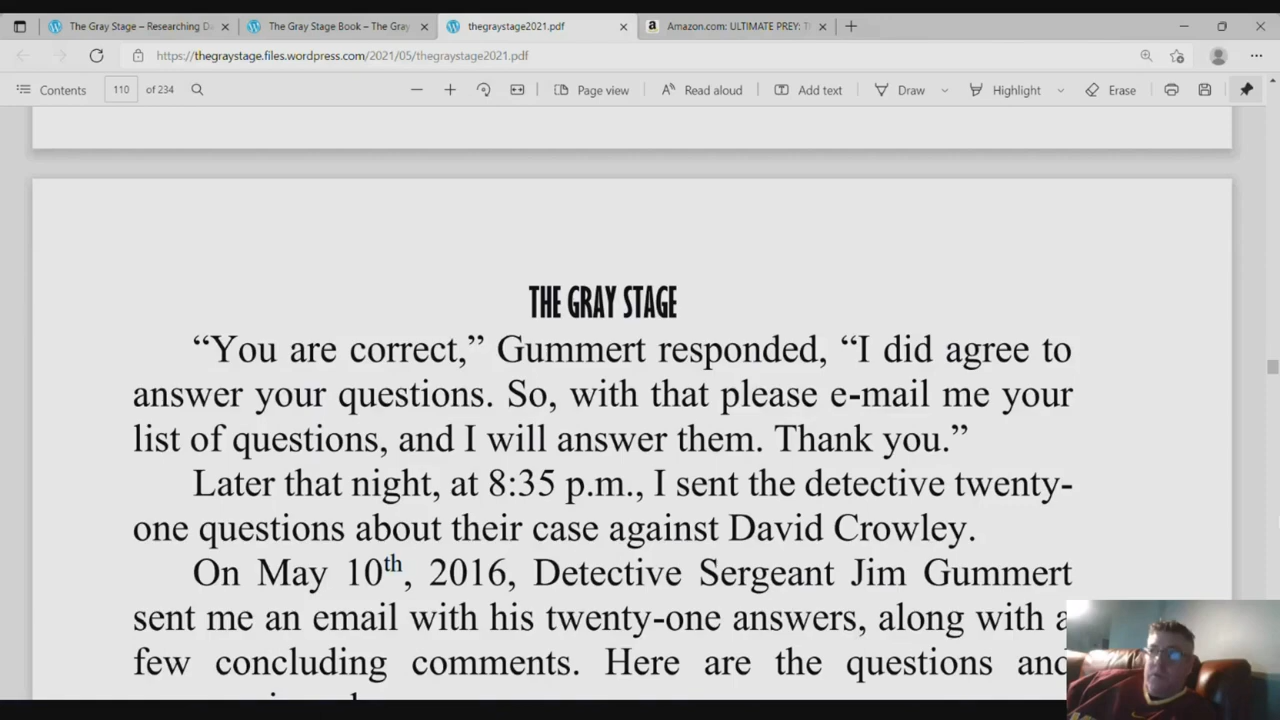 The Gray Stage – Researching Da
The Gray Stage Book – The Gray
thegraystage2021.pdf
Amazon.com: ULTIMATE PREY: T
https://thegraystage.files.wordpress.com/2021/05/thegraystage2021.pdf
Contents 110 of 234 Page view Read aloud Add text Draw Highlight Erase
THE GRAY STAGE
“You are correct,” Gummert responded, “I did agree to
answer your questions. So, with that please e-mail me your
list of questions, and I will answer them. Thank you.”
Later that night, at 8:35 p.m., I sent the detective twenty-
one questions about their case against David Crowley.
On May 10th, 2016, Detective Sergeant Jim Gummert
sent me an email with his twenty-one answers, along with a
few concluding comments. Here are the questions and